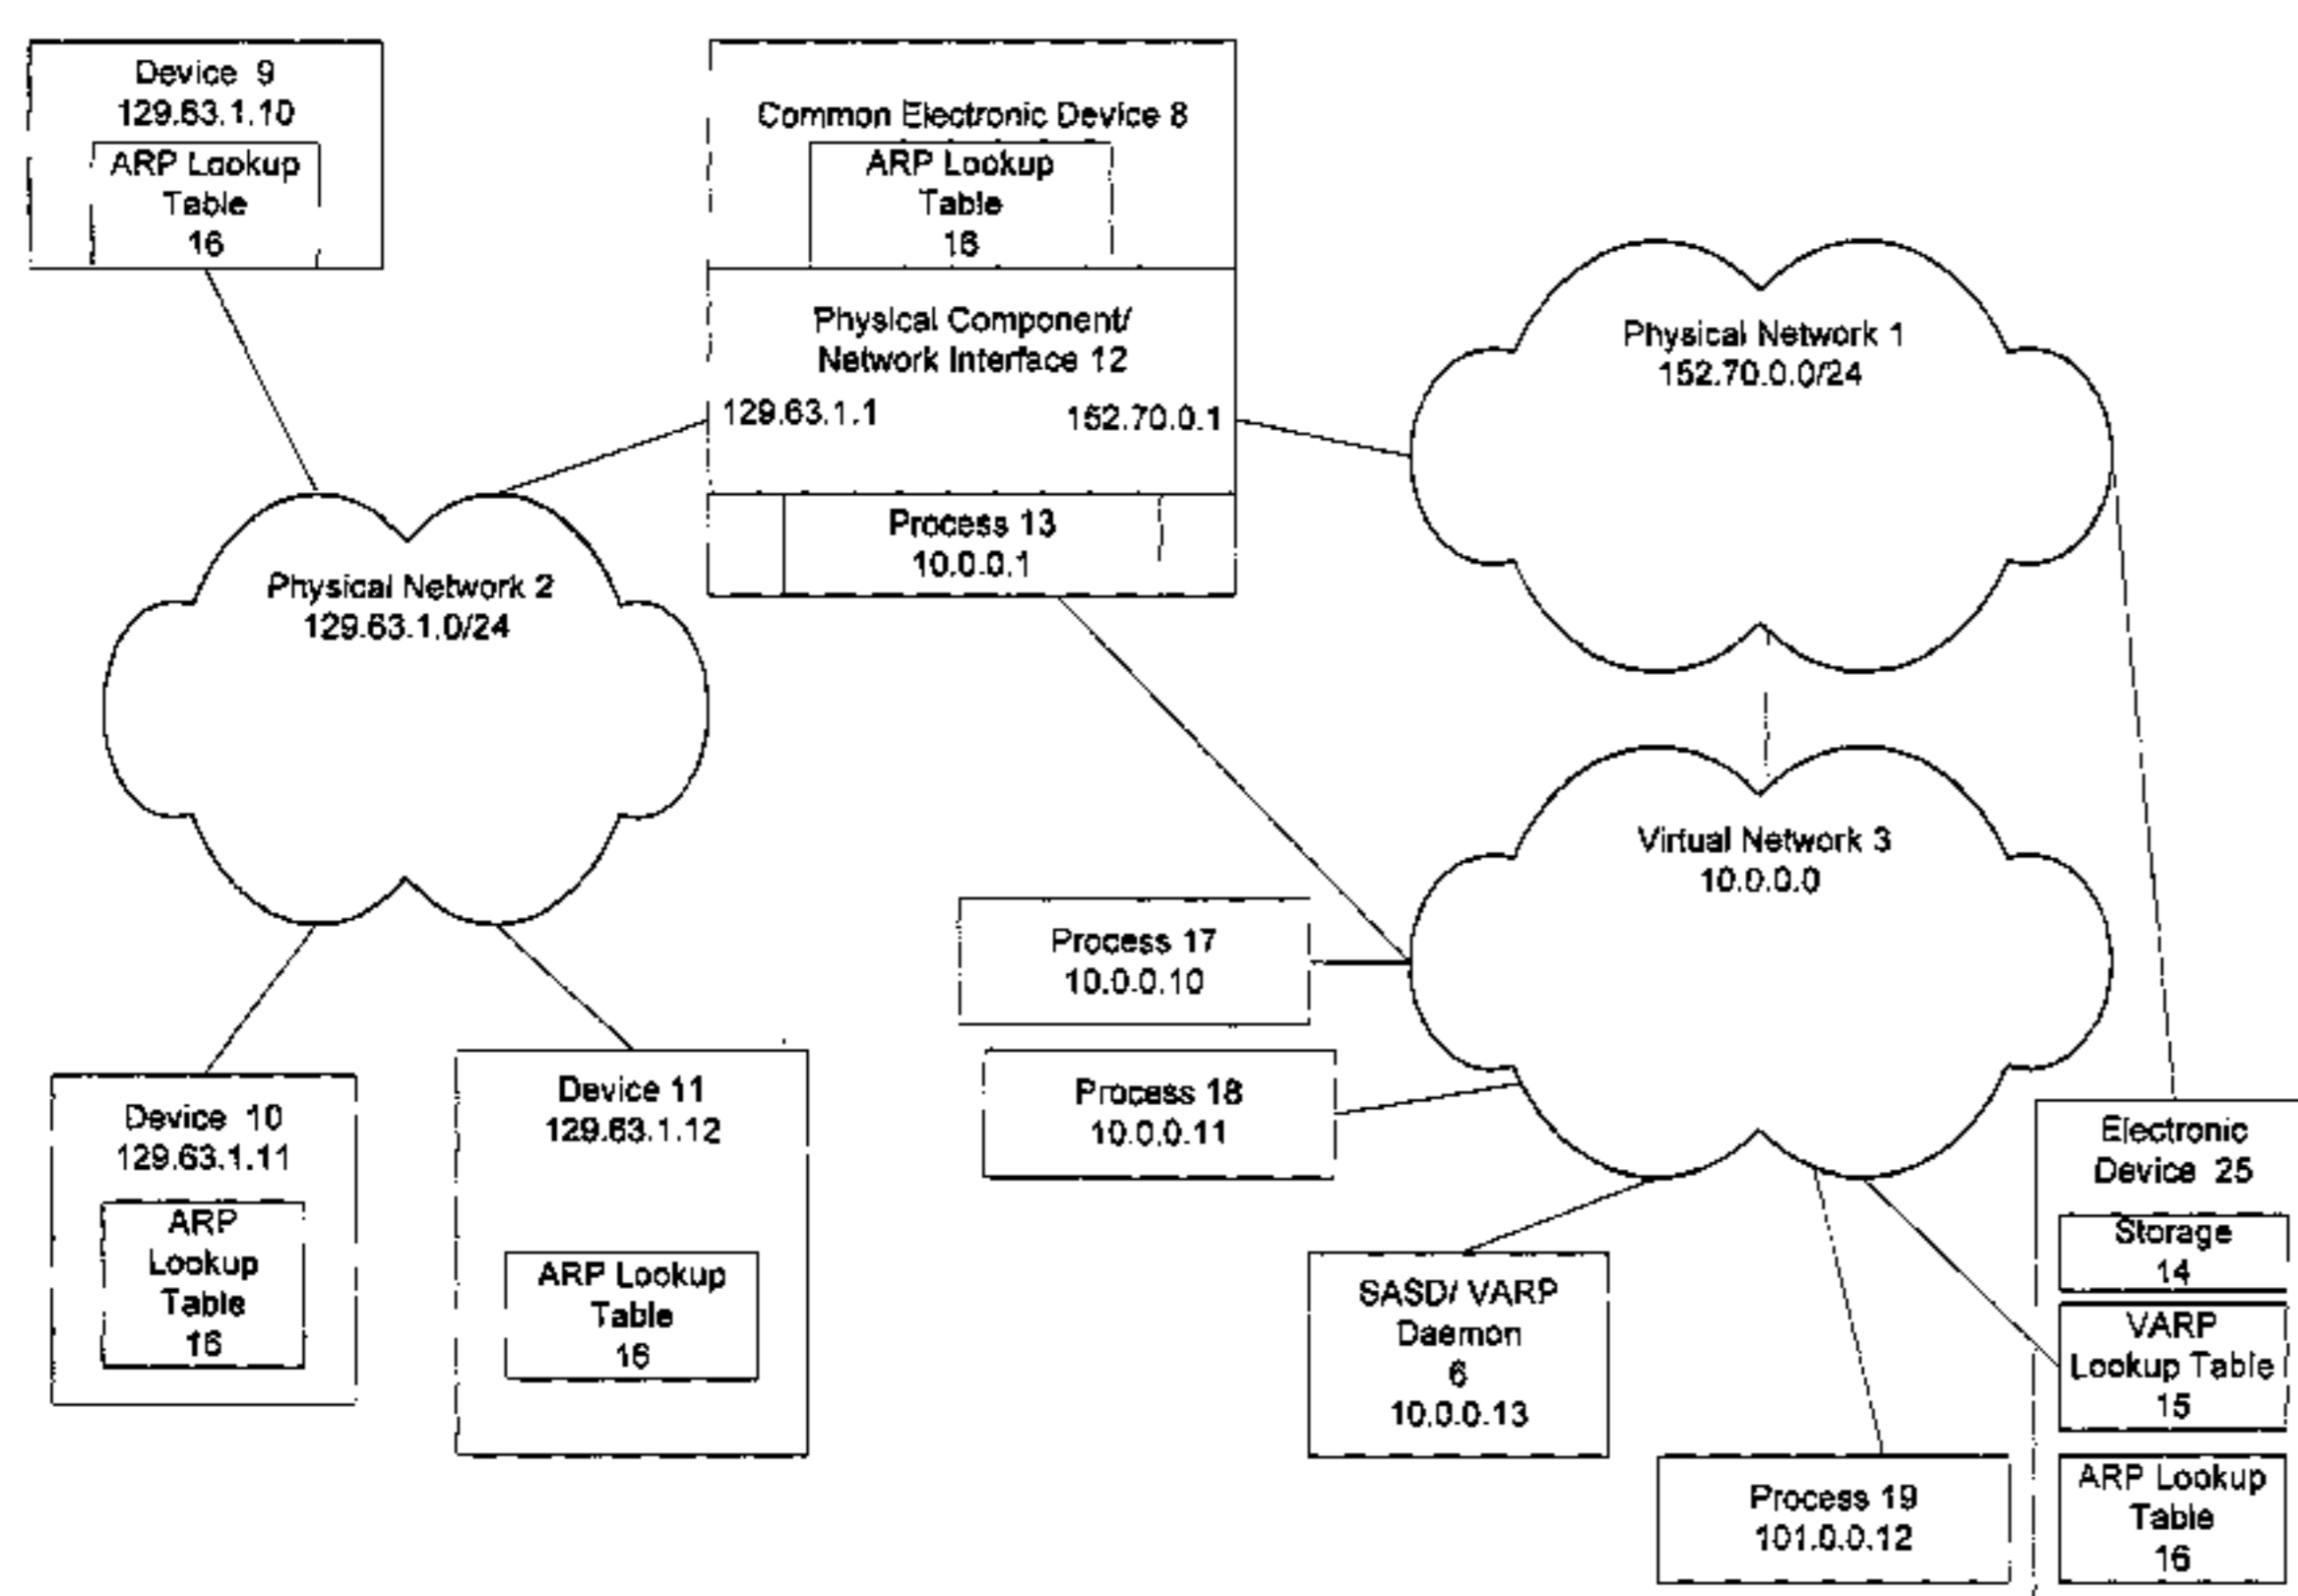 Device 9
129.63.1.10
ARP Lookup
Table
16
Common Electronic Device 8
ARP Lookup
Table
16
Physical Component/
Network Interface 12
129.63.1.1
152.70.0.1
Process 13
10.0.0.1
Physical Network 1
152.70.0.0/24
Physical Network 2
129.63.1.0/24
Virtual Network 3
10.0.0.0
Process 17
10.0.0.10
Process 18
10.0.0.11
Device 10
129.63.1.11
ARP
Lookup
Table
16
Device 11
129.63.1.12
ARP Lookup
Table
16
SASD/ VARP
Daemon
6
10.0.0.13
Process 19
101.0.0.12
Electronic
Device 25
Storage
14
VARP
Lookup Table
15
ARP Lookup
Table
16